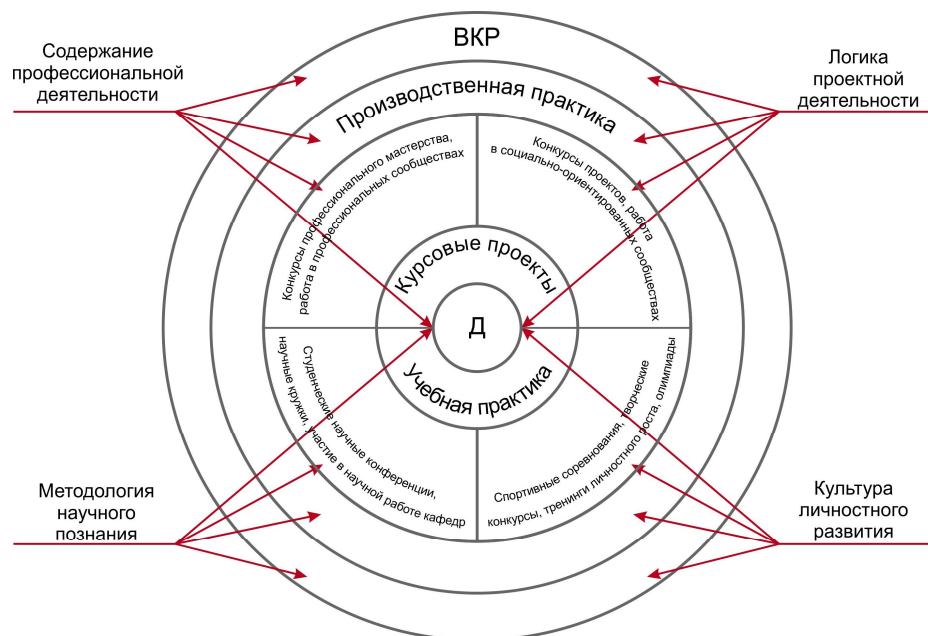 ВКР
Содержание
профессиональной
деятельности
Логика
проектной
деятельности
Производственная практика
Конкурсы профессионального мастерства,
работа в профессиональных сообществах
Конкурсы проектов, работа
в социально-ориентированных сообществах
Курсовые проекты
Д
Учебная практика
Студенческие научные конференции,
научные кружки, участие в научной работе кафедр
Спортивные соревнования, творческие
конкурсы, тренинги личностного роста, олимпиады
Методология
научного
познания
Культура
личностного
развития